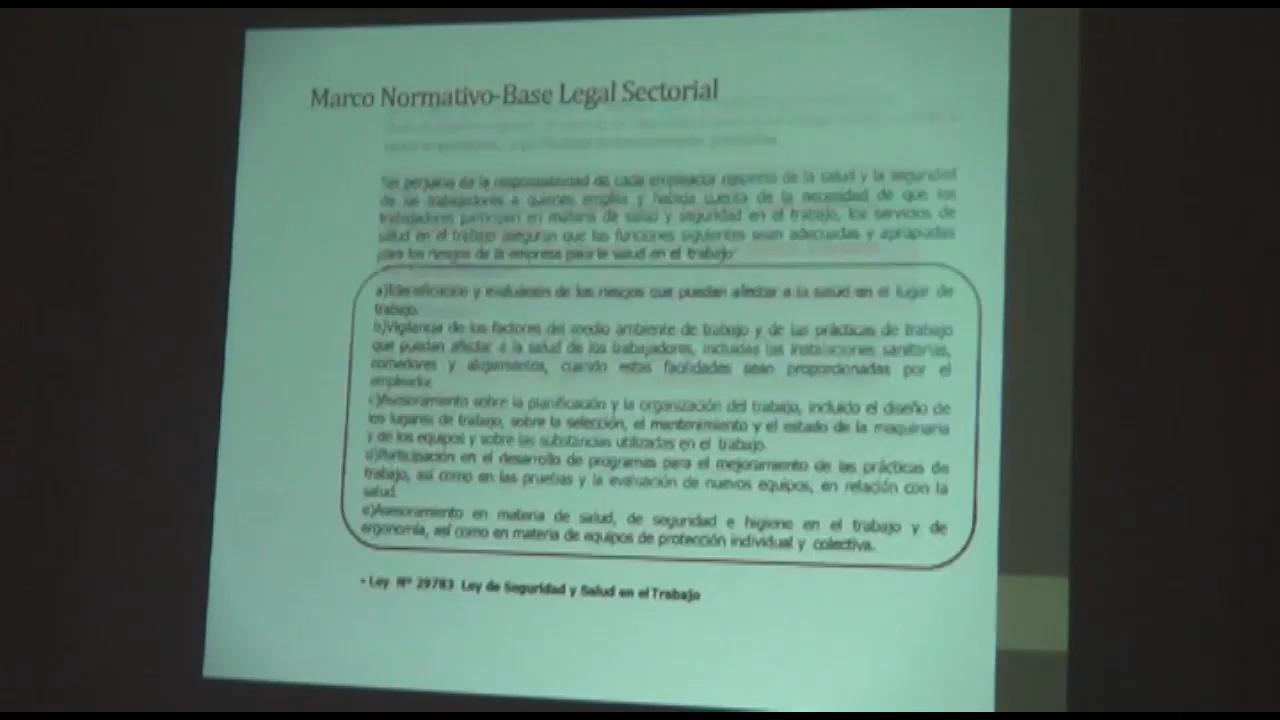 Marco Normativo-Base Legal Sectorial
perjuicio de la responsabilidad de cada empleador respecto de la salud y la seguridad
de los trabajadores a quienes emplea y habida cuenta de la necesidad de que los
trabajadores participen en materia de salud y seguridad en el trabajo, los servicios de
salud en el trabajo aseguran que las funciones siguientes sean adecuadas y apropiadas
para los riesgos de la empresa para la salud en el trabajo
a)Identificación y evaluación de los riesgos que puedan afectar a la salud en el lugar de
trabajo.
b)Vigilancia de los factores del medio ambiente de trabajo y de las prácticas de trabajo
que puedan afectar a la salud de los trabajadores, incluidas las instalaciones sanitarias,
comedores y alojamientos, cuando estas facilidades sean proporcionadas por el
empleador.
c)Asesoramiento sobre la planificación y la organización del trabajo, incluido el diseño de
los lugares de trabajo, sobre la selección, el mantenimiento y el estado de la maquinaria
y de los equipos y sobre las substancias utilizadas en el trabajo.
d)Participación en el desarrollo de programas para el mejoramiento de las prácticas de
trabajo, así como en las pruebas y la evaluación de nuevos equipos, en relación con la
salud.
e)Asesoramiento en materia de salud, de seguridad e higiene en el trabajo y de
ergonomía, así como en materia de equipos de protección individual y colectiva.
- Ley Nº 29783 Ley de Seguridad y Salud en el Trabajo